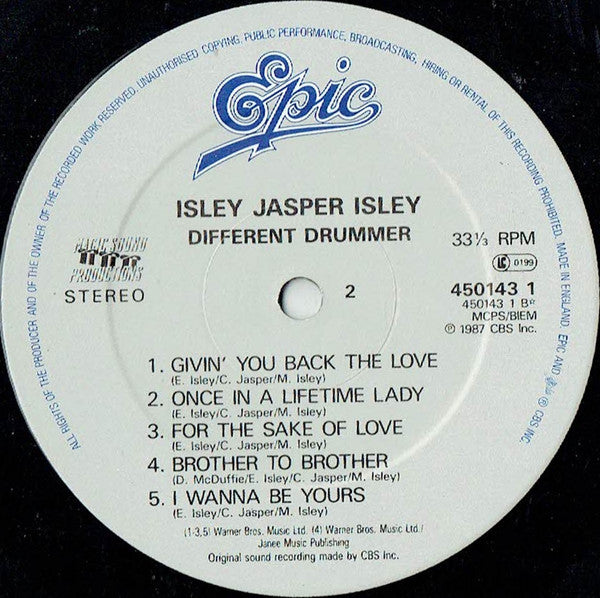 ALL RIGHTS OF THE PRODUCER AND OF THE OWNER OF THE RECORDED WORK RESERVED. UNAUTHORISED COPYING, PUBLIC PERFORMANCE, BROADCASTING, HIRING OR RENTAL OF THIS RECORDING PROHIBITED. MADE IN ENGLAND. EPIC AND ® CBS INC.
Epic
ISLEY JASPER ISLEY
DIFFERENT DRUMMER
33⅓ RPM
MAGIC SOUND
PRODUCTIONS
LC 0199
STEREO
2
450143 1
450143 1 B*
MCPS/BIEM
℗ 1987 CBS Inc.
1. GIVIN' YOU BACK THE LOVE
(E. Isley/C. Jasper/M. Isley)
2. ONCE IN A LIFETIME LADY
(E. Isley/C. Jasper/M. Isley)
3. FOR THE SAKE OF LOVE
(E. Isley/C. Jasper/M. Isley)
4. BROTHER TO BROTHER
(D. McDuffie/E. Isley/C. Jasper/M. Isley)
5. I WANNA BE YOURS
(E. Isley/C. Jasper/M. Isley)
(1-3,5) Warner Bros. Music Ltd. (4) Warner Bros. Music Ltd./
Janee Music Publishing
Original sound recording made by CBS Inc.